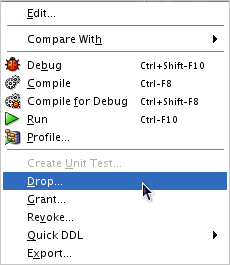 Edit...
Compare With
Debug Ctrl+Shift-F10
Compile Ctrl-F8
Compile for Debug Ctrl+Shift-F8
Run Ctrl-F10
Profile...
Create Unit Test...
Drop...
Grant...
Revoke...
Quick DDL
Export...